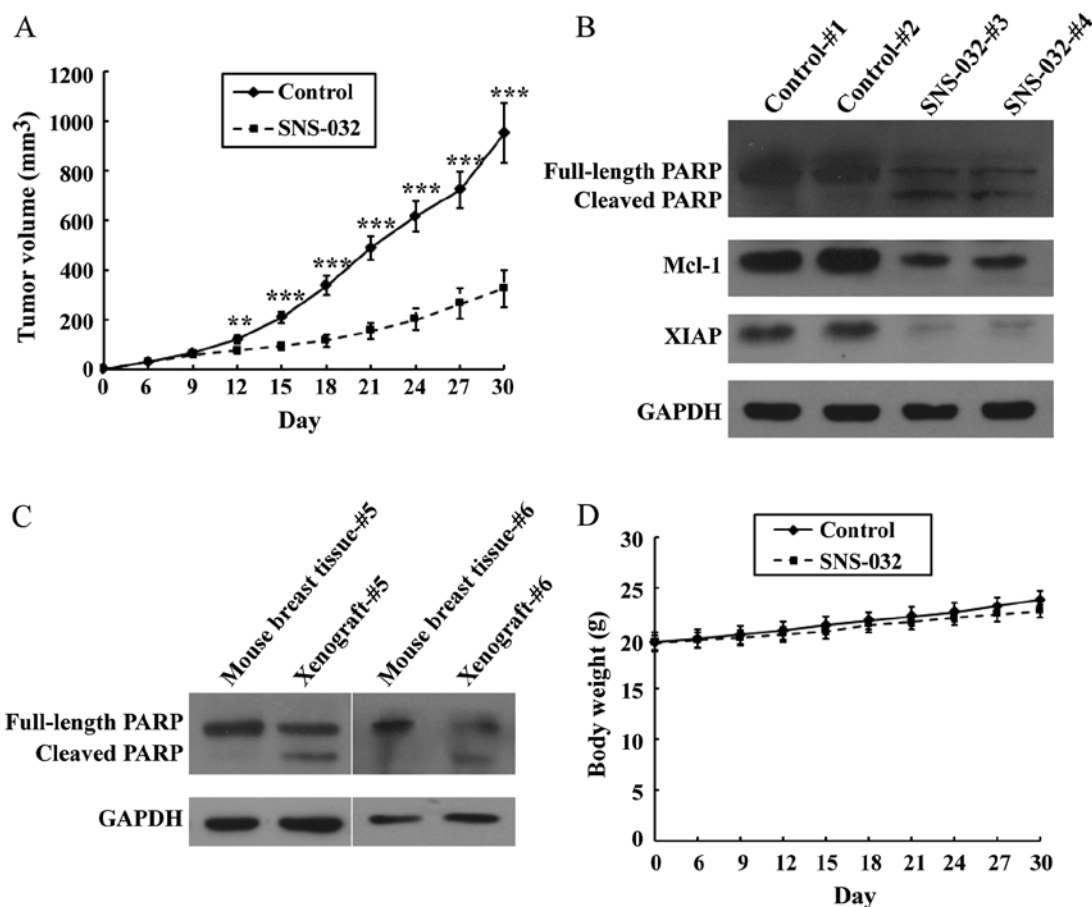 A
Tumor volume (mm3)
1200
1000
800
600
400
200
0
Control
SNS-032
**
***
***
***
***
***
***
0 6 9 12 15 18 21 24 27 30
Day
B
Control-#1
Control-#2
SNS-032-#3
SNS-032-#4
Full-length PARP
Cleaved PARP
Mcl-1
XIAP
GAPDH
C
Mouse breast tissue-#5
Xenograft-#5
Mouse breast tissue-#6
Xenograft-#6
Full-length PARP
Cleaved PARP
GAPDH
D
Body weight (g)
30
25
20
15
10
5
0
Control
SNS-032
0 6 9 12 15 18 21 24 27 30
Day